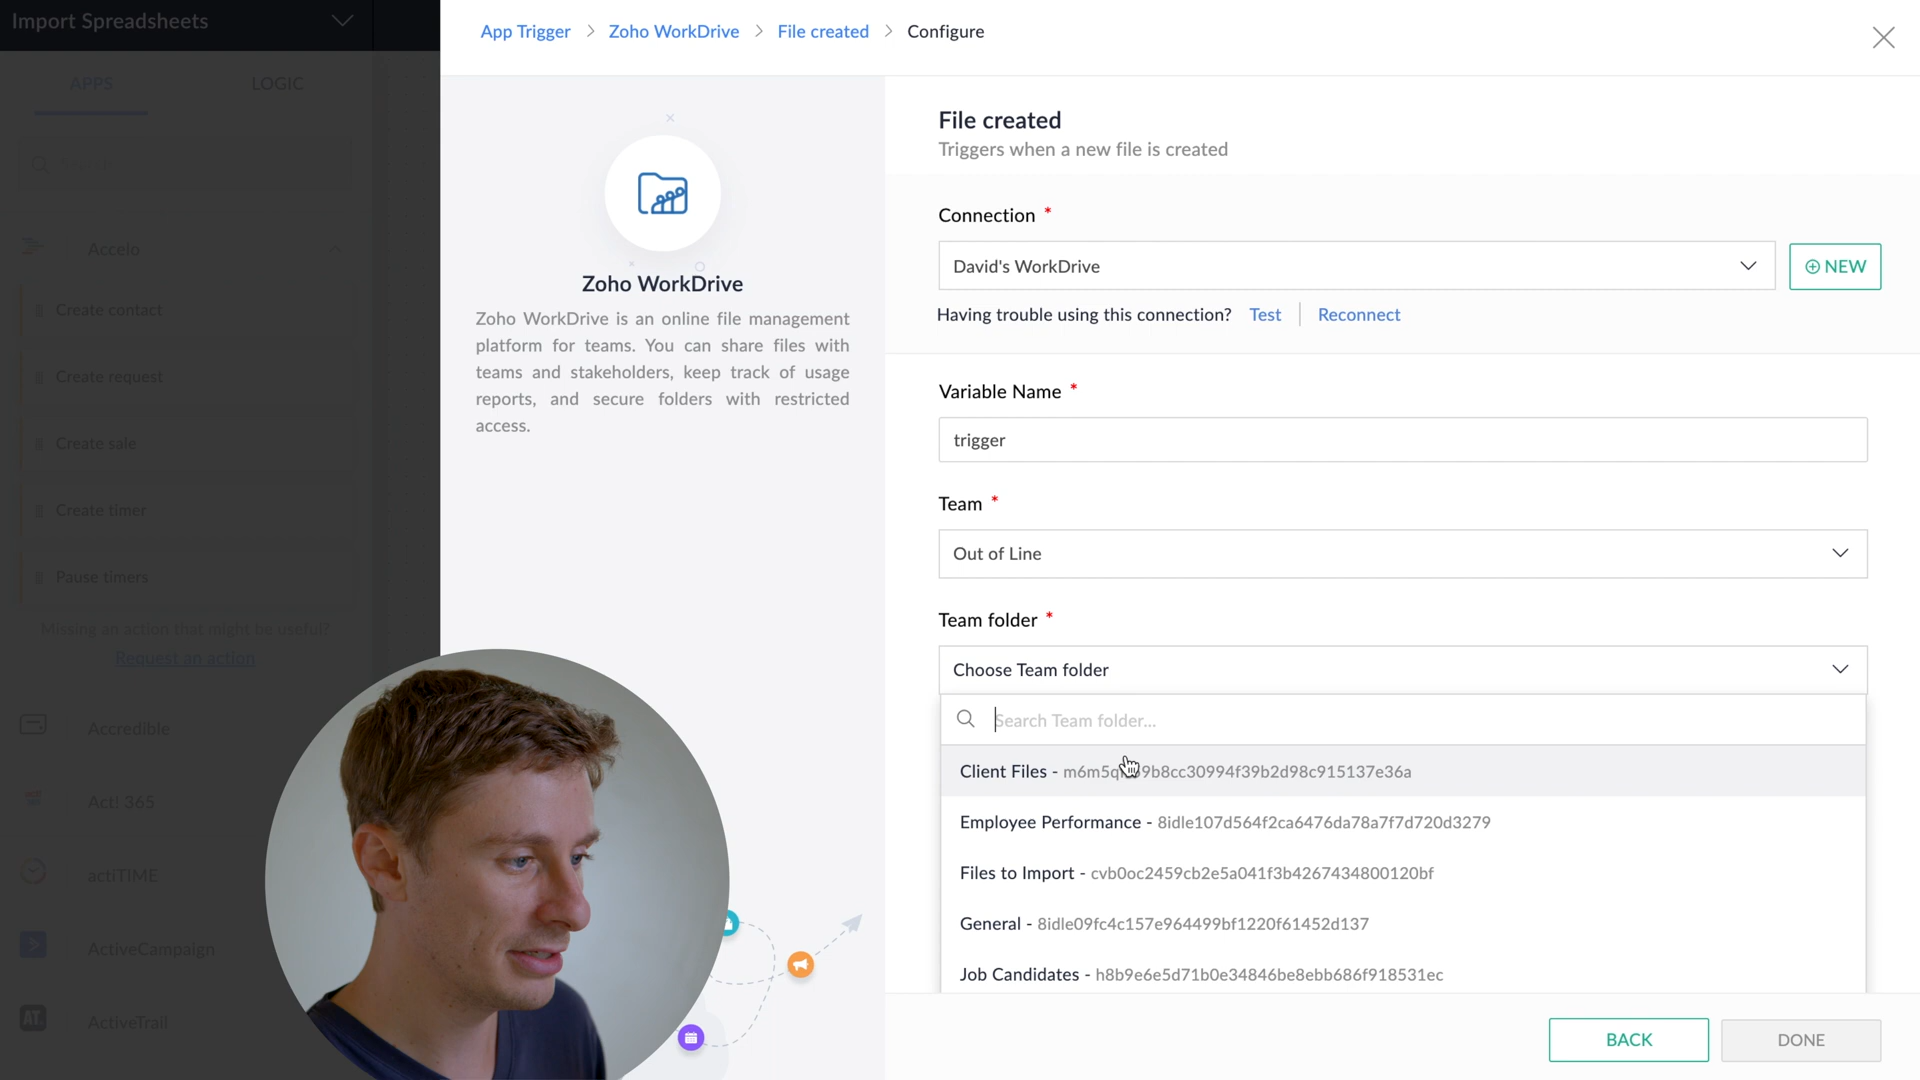 Import Spreadsheets
App Trigger > Zoho WorkDrive > File created > Configure
APPS
LOGIC
Search
Accelo
Create contact
Create request
Create sale
Create timer
Pause timers
Missing an action that might be useful?
Request an action
Accredible
Act! 365
actiTIME
ActiveCampaign
AT.
ActiveTrail
Zoho WorkDrive
Zoho WorkDrive is an online file management
platform for teams. You can share files with
teams and stakeholders, keep track of usage
reports, and secure folders with restricted
access.
File created
Triggers when a new file is created
Connection *
David's WorkDrive
NEW
Having trouble using this connection? Test | Reconnect
Variable Name *
trigger
Team *
Out of Line
Team folder *
Choose Team folder
Search Team folder...
Client Files -
Employee Performance - 8idle107d564f2ca6476da78a7f7d720d3279
Files to Import - cvb0oc2459cb2e5a041f3b4267434800120bf
General - 8idle09fc4c157e964499bf1220f61452d137
Job Candidates - h8b9e6e5d71b0e34846be8ebb686f918531ec
BACK
DONE